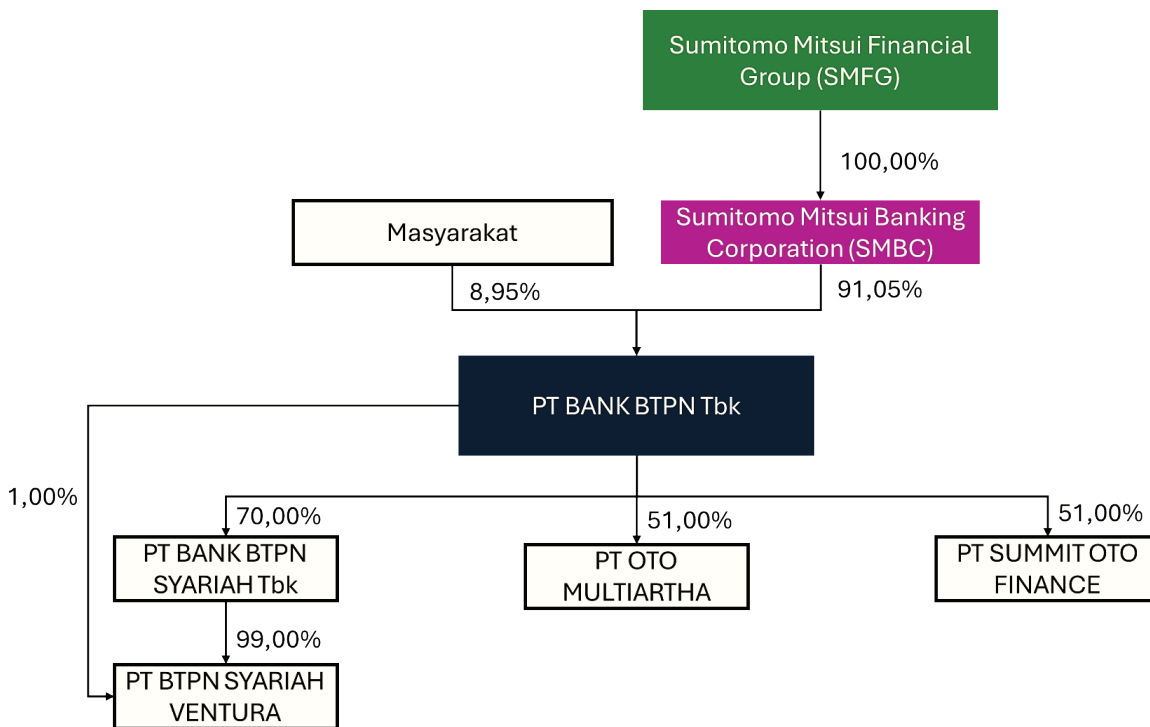 Sumitomo Mitsui Financial
Group (SMFG)
100,00%
Masyarakat
Sumitomo Mitsui Banking
Corporation (SMBC)
8,95%
91,05%
PT BANK BTPN Tbk
1,00%
70,00%
51,00%
51,00%
PT BANK BTPN
SYARIAH Tbk
PT OTO
MULTIARTHA
PT SUMMIT OTO
FINANCE
99,00%
PT BTPN SYARIAH
VENTURA